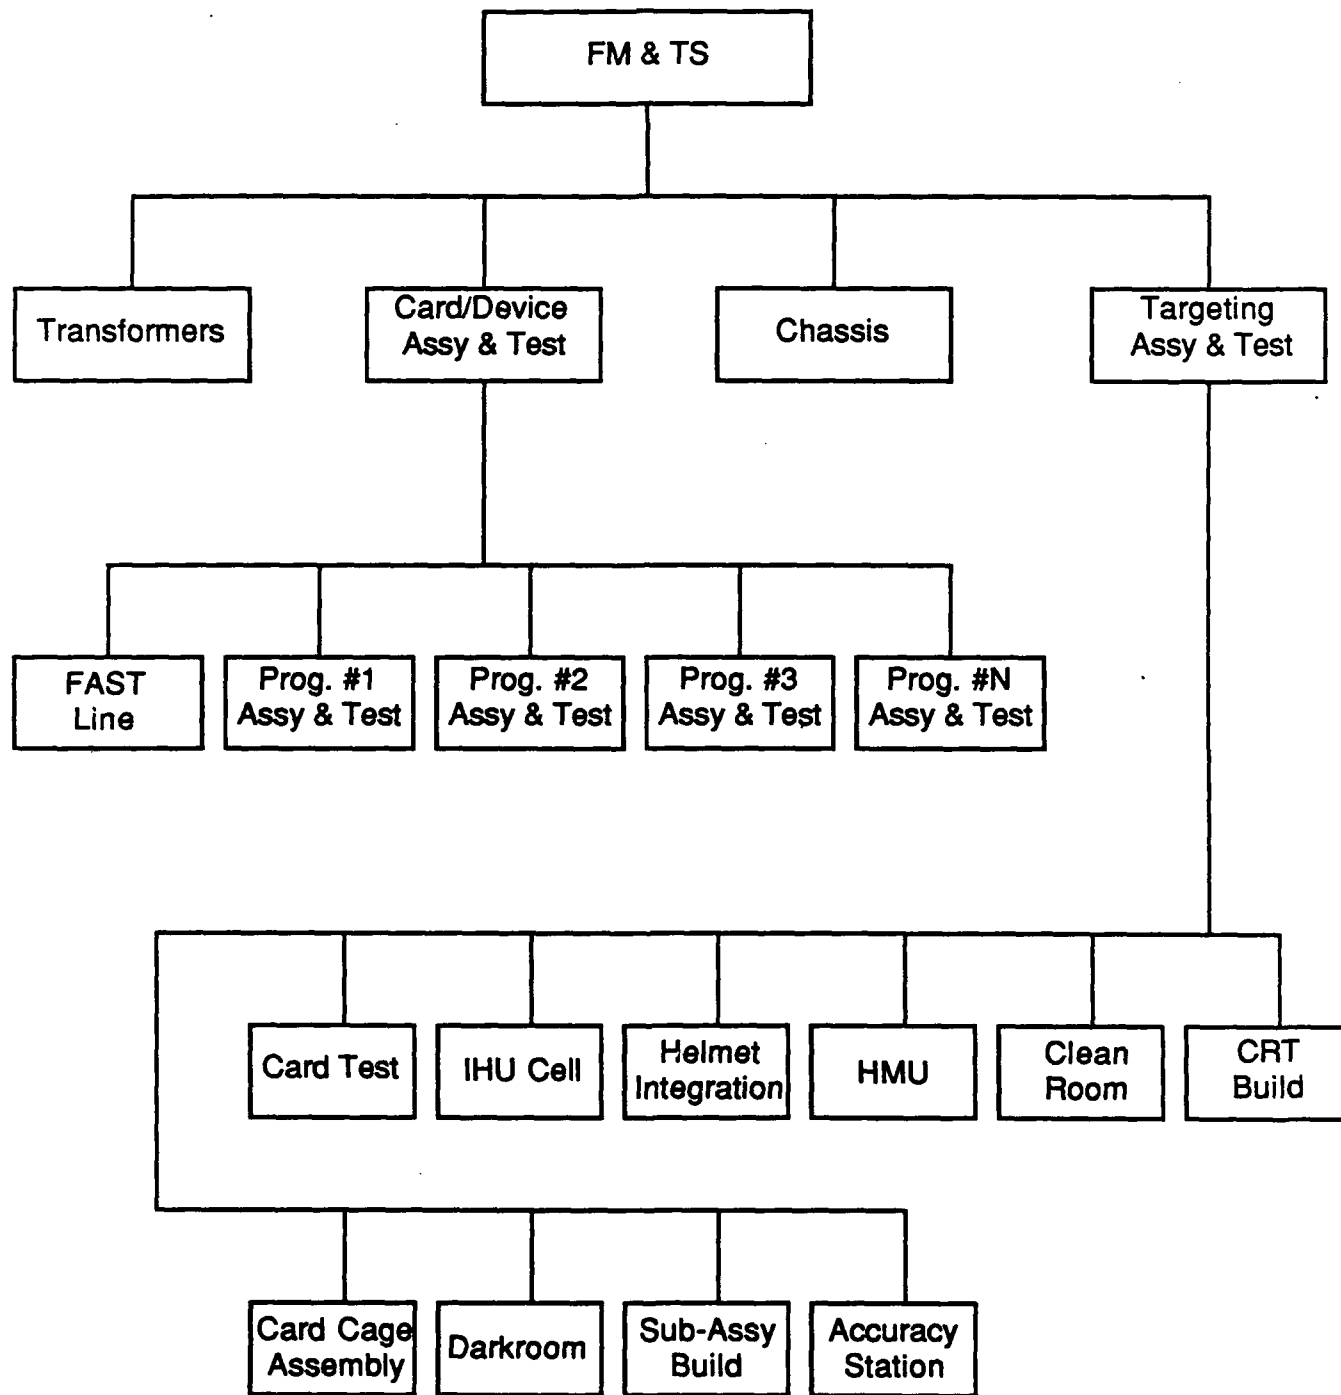 FM & TS
Transformers
Card/Device
Assy & Test
Chassis
Targeting
Assy & Test
FAST
Line
Prog. #1
Assy & Test
Prog. #2
Assy & Test
Prog. #3
Assy & Test
Prog. #N
Assy & Test
Card Test
IHU Cell
Helmet
Integration
HMU
Clean
Room
CRT
Build
Card Cage
Assembly
Darkroom
Sub-Assy
Build
Accuracy
Station